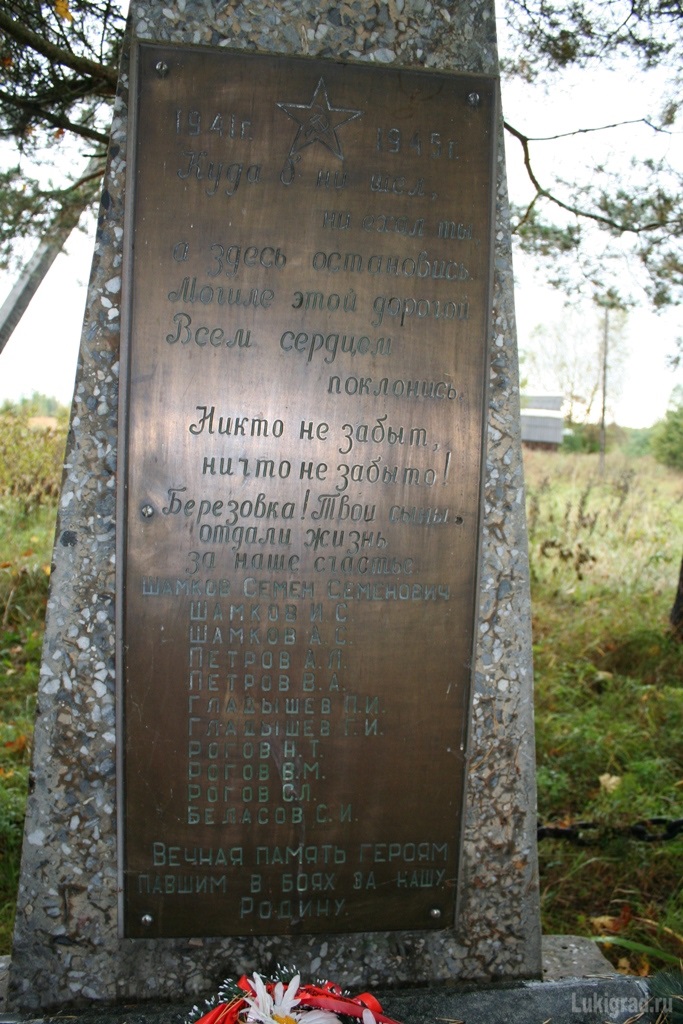 1941г. 1945г.
Куда б ни шел,
ни ехал ты,
а здесь остановись.
Могиле этой дорогой
Всем сердцем
поклонись.
Никто не забыт,
ничто не забыто!
Березовка! Твои сыны
отдали жизнь
за наше счастье.
Шамков Семен Семенович
Шамков И.С.
Шамков А.С.
Петров А.П.
Петров В.А.
Гладышев П.И.
Гладышев Г.И.
Рогов Н.Т.
Рогов В.М.
Рогов С.Л.
Беласов С.И.
Вечная память героям
павшим в боях за нашу
Родину.
Lukigrad.ru